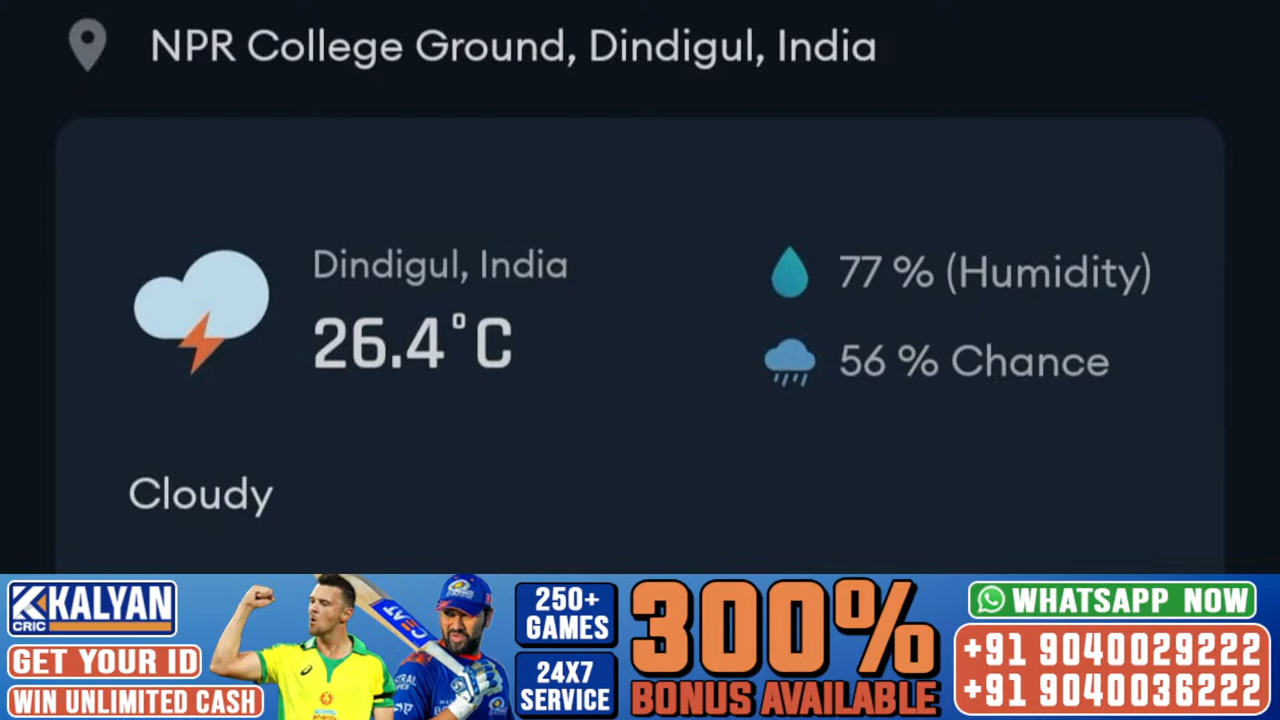 NPR College Ground, Dindigul, India
Dindigul, India
26.4°C
77 % (Humidity)
56 % Chance
Cloudy
KALYAN
CRIC
GET YOUR ID
WIN UNLIMITED CASH
CEAT
250+
GAMES
24X7
SERVICE
300%
BONUS AVAILABLE
WHATSAPP NOW
+91 9040029222
+91 9040036222